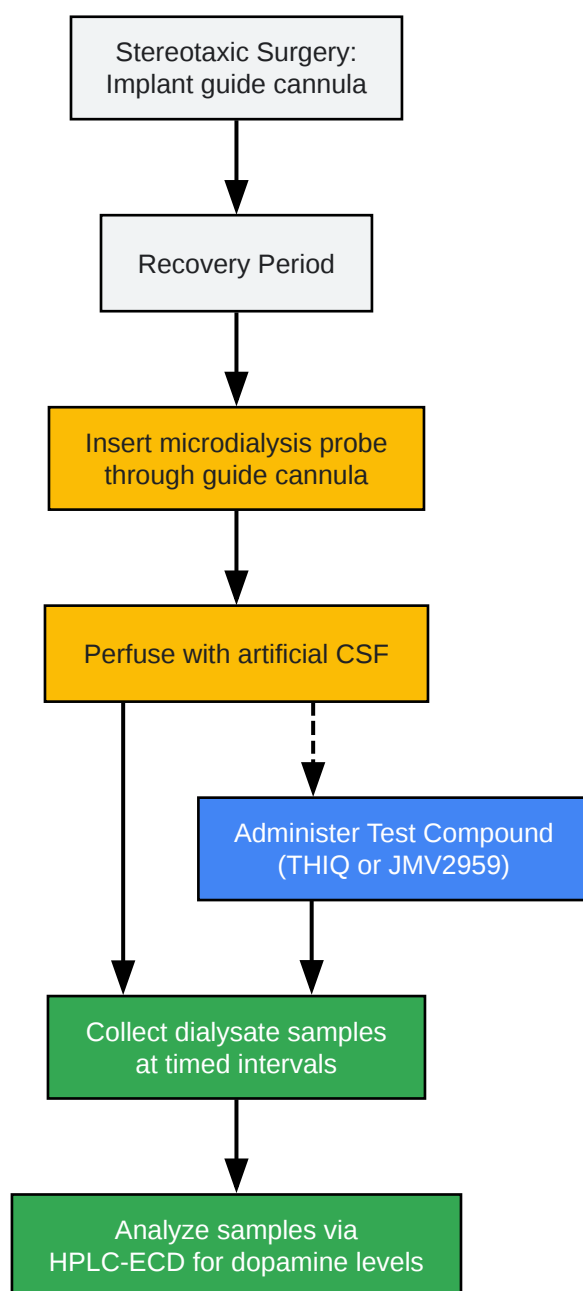 Stereotaxic Surgery:
Implant guide cannula
Recovery Period
Insert microdialysis probe
through guide cannula
Perfuse with artificial CSF
Administer Test Compound
(THIQ or JMV2959)
Collect dialysate samples
at timed intervals
Analyze samples via
HPLC-ECD for dopamine levels